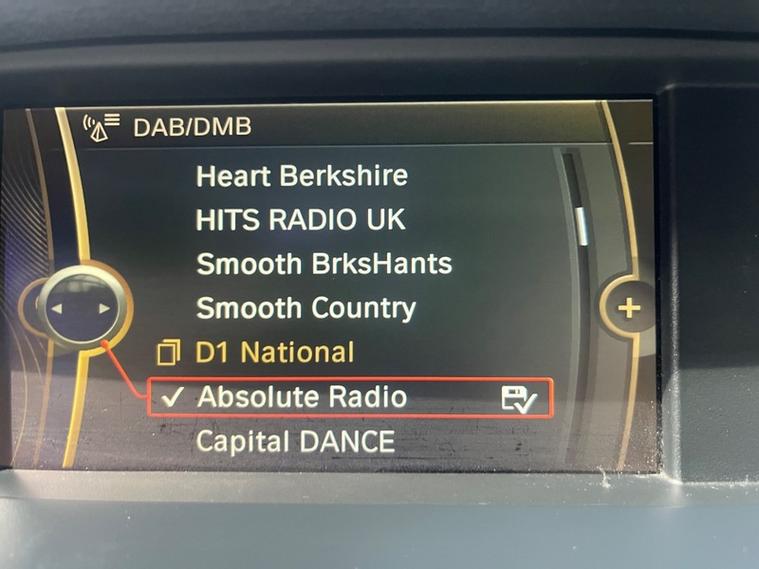 DAB/DMB
Heart Berkshire
HITS RADIO UK
Smooth BrksHants
Smooth Country
D1 National
Absolute Radio
Capital DANCE